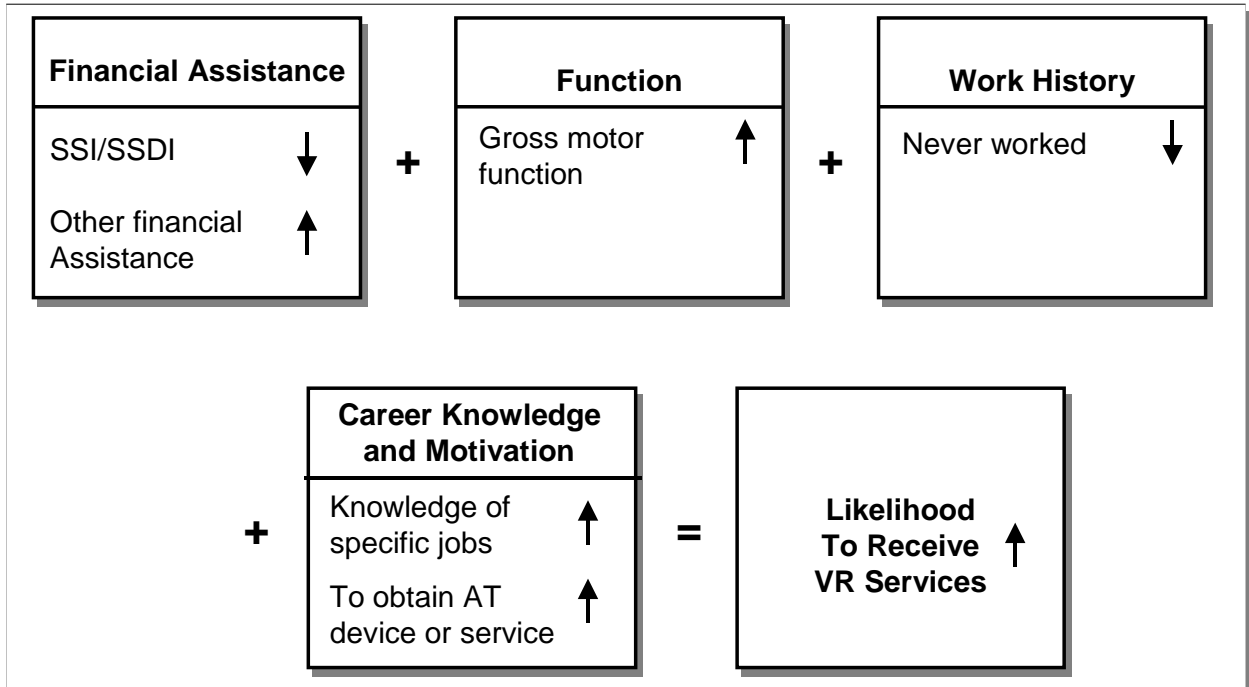 Financial Assistance
SSI/SSDI ↓
Other financial ↑
Assistance
+
Function
Gross motor ↑
function
+
Work History
Never worked ↓
+
Career Knowledge
and Motivation
Knowledge of ↑
specific jobs
To obtain AT ↑
device or service
=
Likelihood
To Receive ↑
VR Services